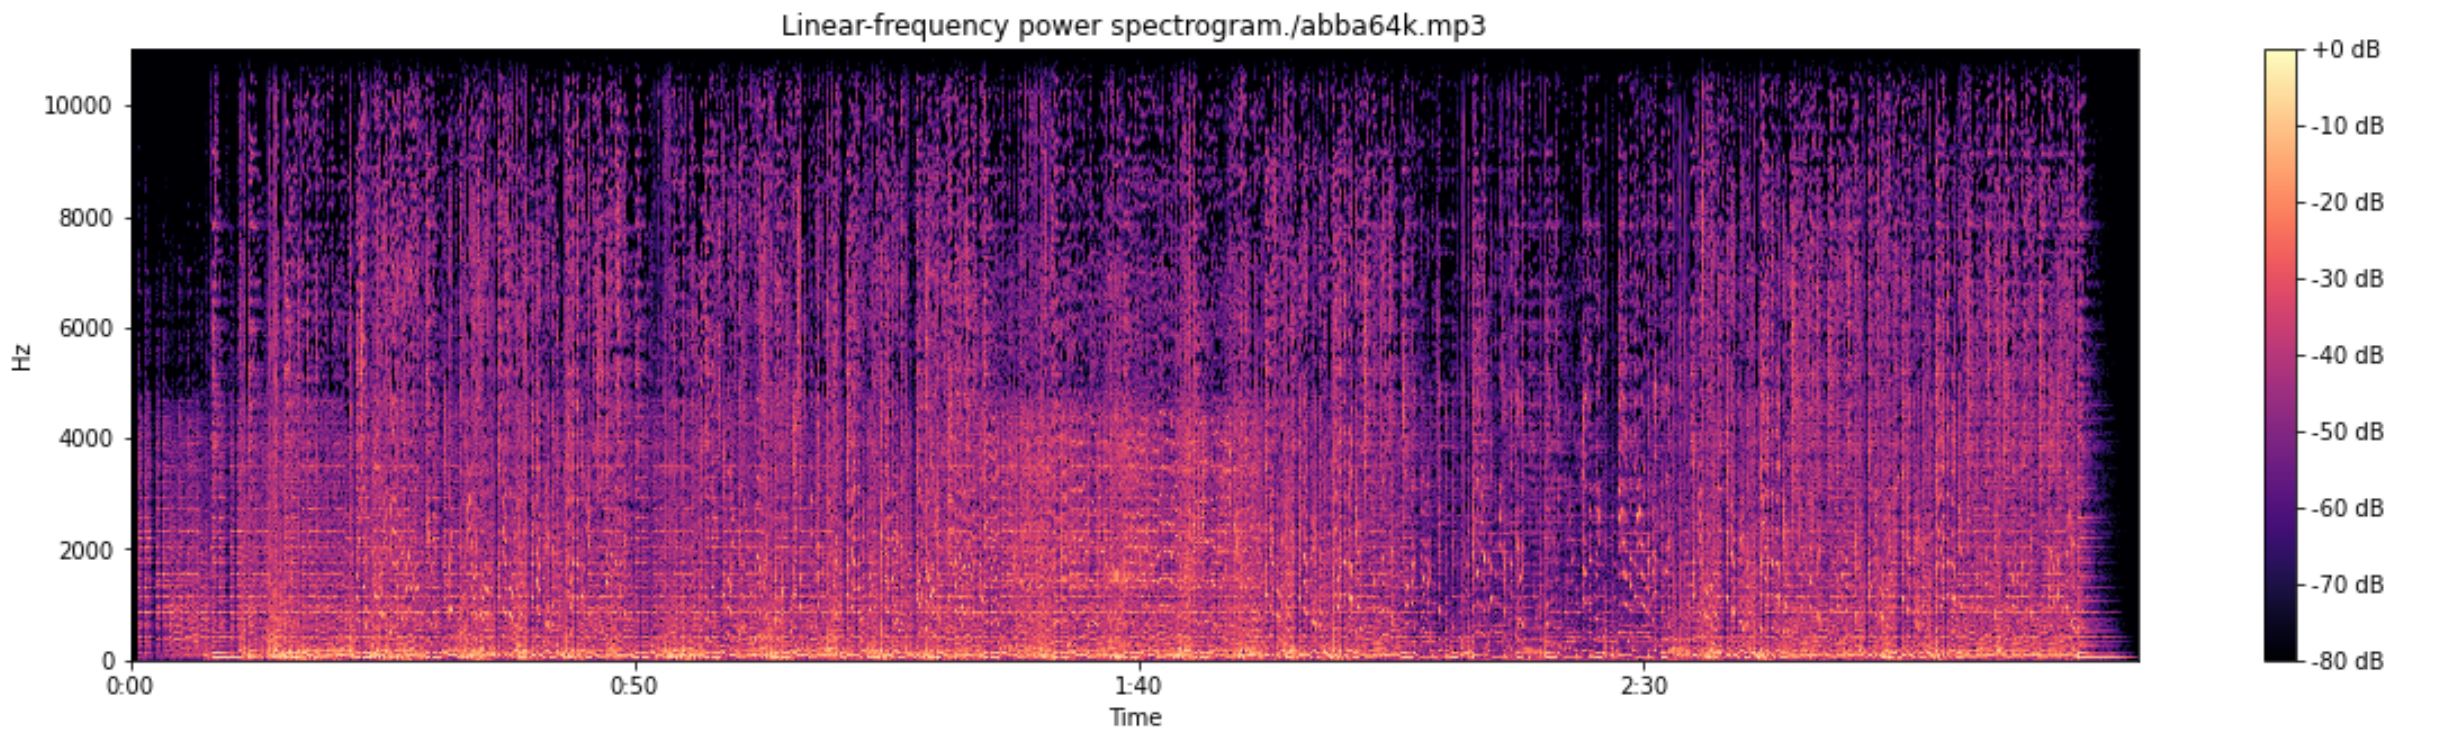 Linear-frequency power spectrogram./abba64k.mp3
Hz
10000
8000
6000
4000
2000
0
0:00 0:50 1:40 2:30
Time
+0 dB
-10 dB
-20 dB
-30 dB
-40 dB
-50 dB
-60 dB
-70 dB
-80 dB